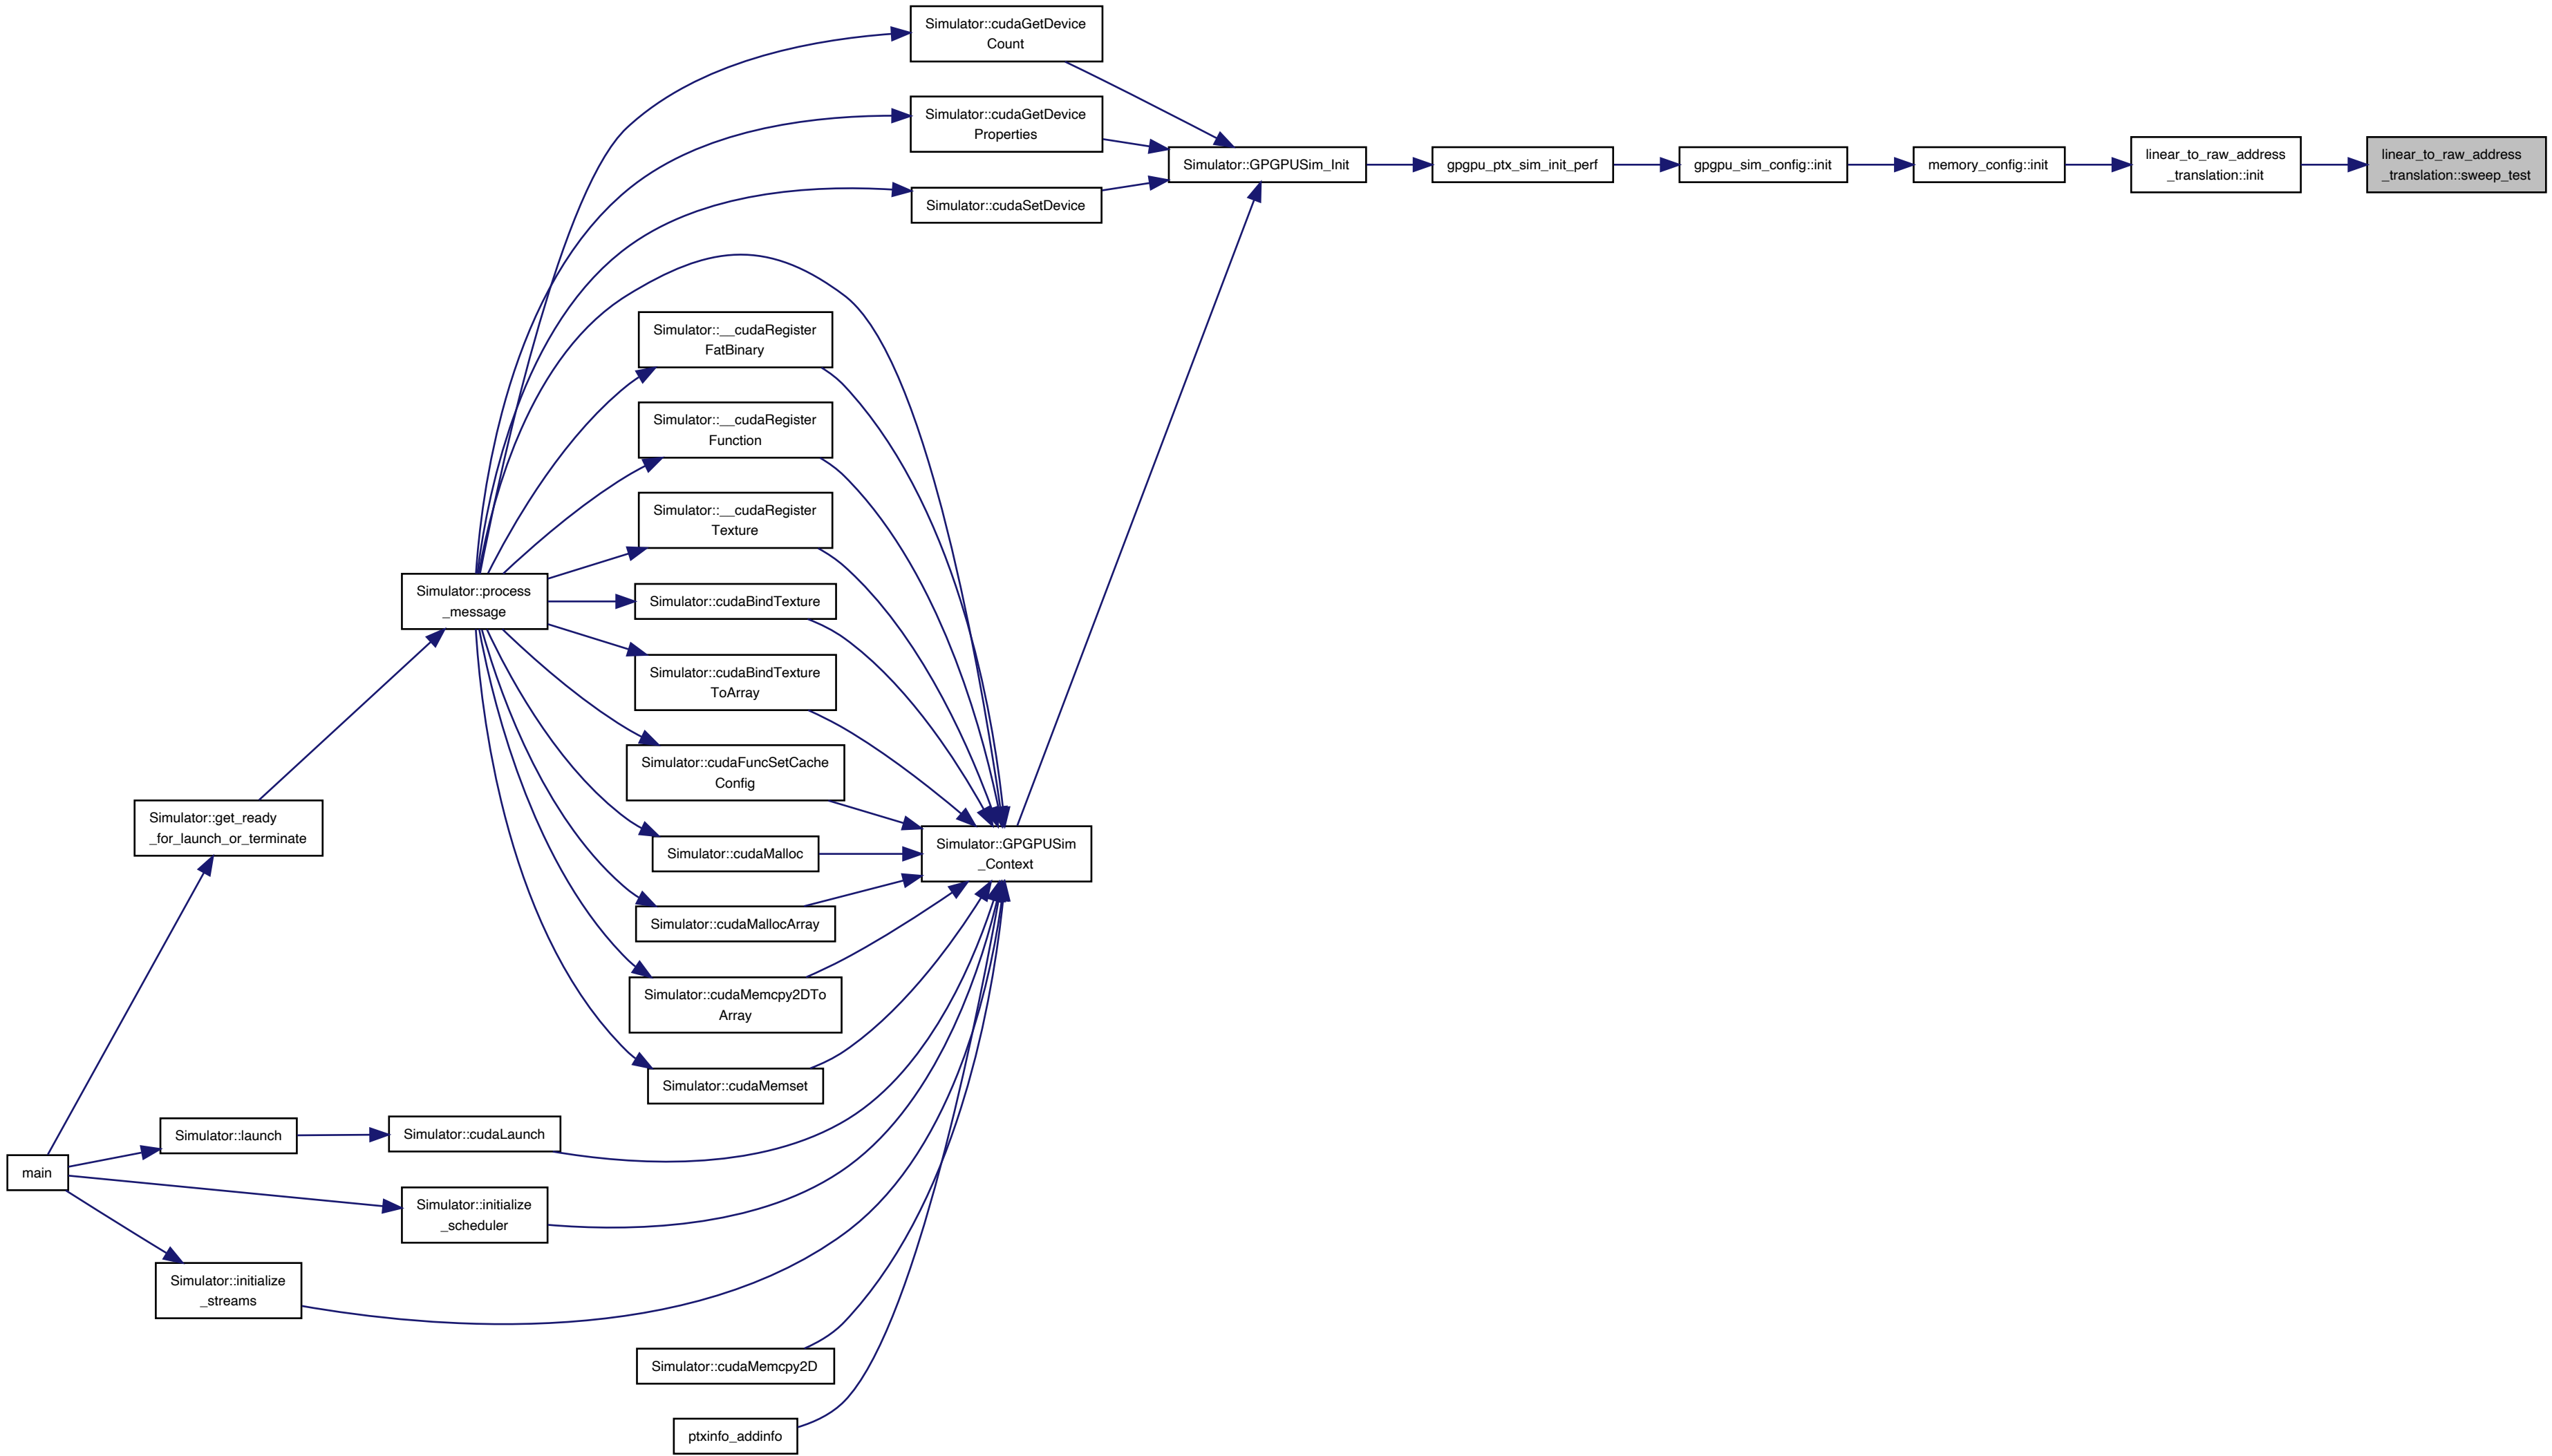 Simulator::cudaGetDevice
Count
Simulator::cudaGetDevice
Properties
Simulator::GPGPUSim_Init
gpgpu_ptx_sim_init_perf
gpgpu_sim_config::init
memory_config::init
linear_to_raw_address
_translation::init
linear_to_raw_address
_translation::sweep_test
Simulator::cudaSetDevice
Simulator::__cudaRegister
FatBinary
Simulator::__cudaRegister
Function
Simulator::__cudaRegister
Texture
Simulator::process
_message
Simulator::cudaBindTexture
Simulator::cudaBindTexture
ToArray
Simulator::cudaFuncSetCache
Config
Simulator::get_ready
_for_launch_or_terminate
Simulator::cudaMalloc
Simulator::GPGPUSim
_Context
Simulator::cudaMallocArray
Simulator::cudaMemcpy2DTo
Array
Simulator::cudaMemset
Simulator::launch
Simulator::cudaLaunch
main
Simulator::initialize
_scheduler
Simulator::initialize
_streams
Simulator::cudaMemcpy2D
ptxinfo_addinfo